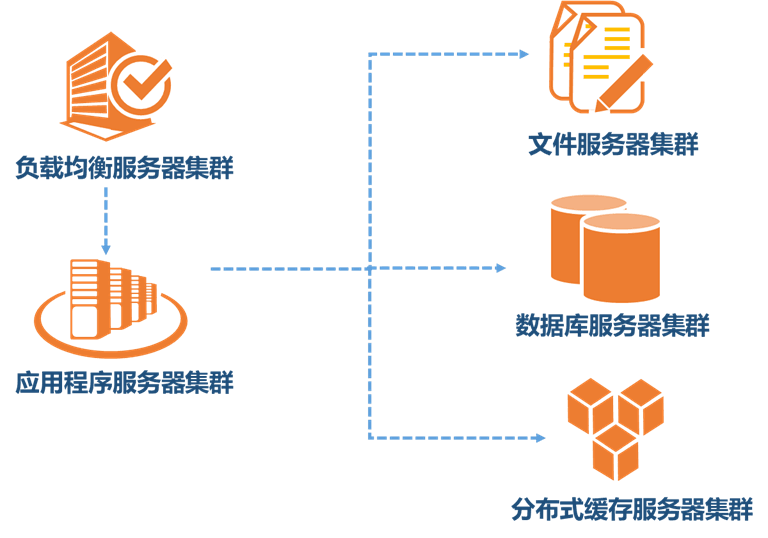 负载均衡服务器集群
应用程序服务器集群
文件服务器集群
数据库服务器集群
分布式缓存服务器集群